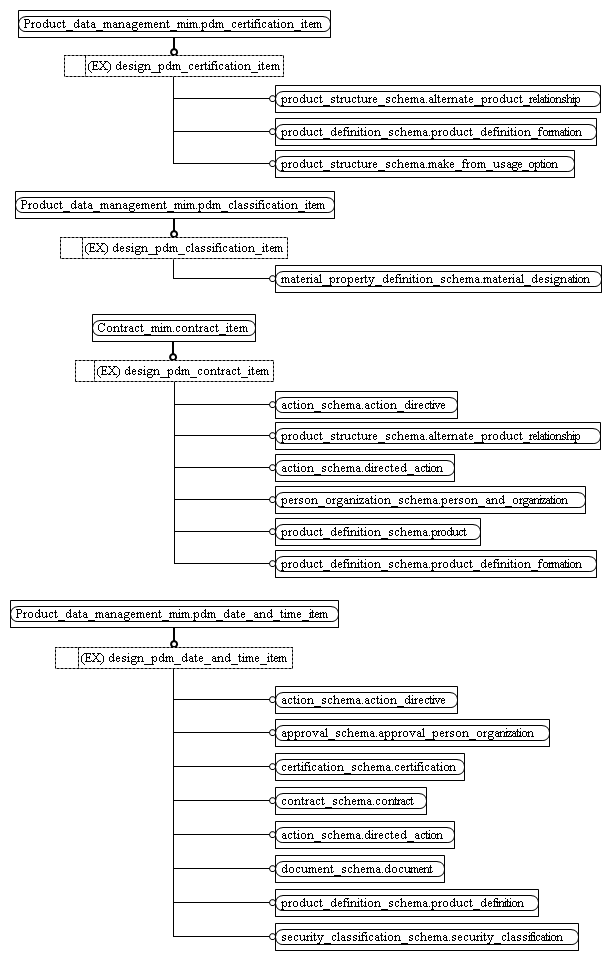 Product_data_management_mim.pdm_certification_item
(EX) design_pdm_certification_item
product_structure_schema.alternate_product_relationship
product_definition_schema.product_definition_formation
product_structure_schema.make_from_usage_option
Product_data_management_mim.pdm_classification_item
(EX) design_pdm_classification_item
material_property_definition_schema.material_designation
Contract_mim.contract_item
(EX) design_pdm_contract_item
action_schema.action_directive
product_structure_schema.alternate_product_relationship
action_schema.directed_action
person_organization_schema.person_and_organization
product_definition_schema.product
product_definition_schema.product_definition_formation
Product_data_management_mim.pdm_date_and_time_item
(EX) design_pdm_date_and_time_item
action_schema.action_directive
approval_schema.approval_person_organization
certification_schema.certification
contract_schema.contract
action_schema.directed_action
document_schema.document
product_definition_schema.product_definition
security_classification_schema.security_classification